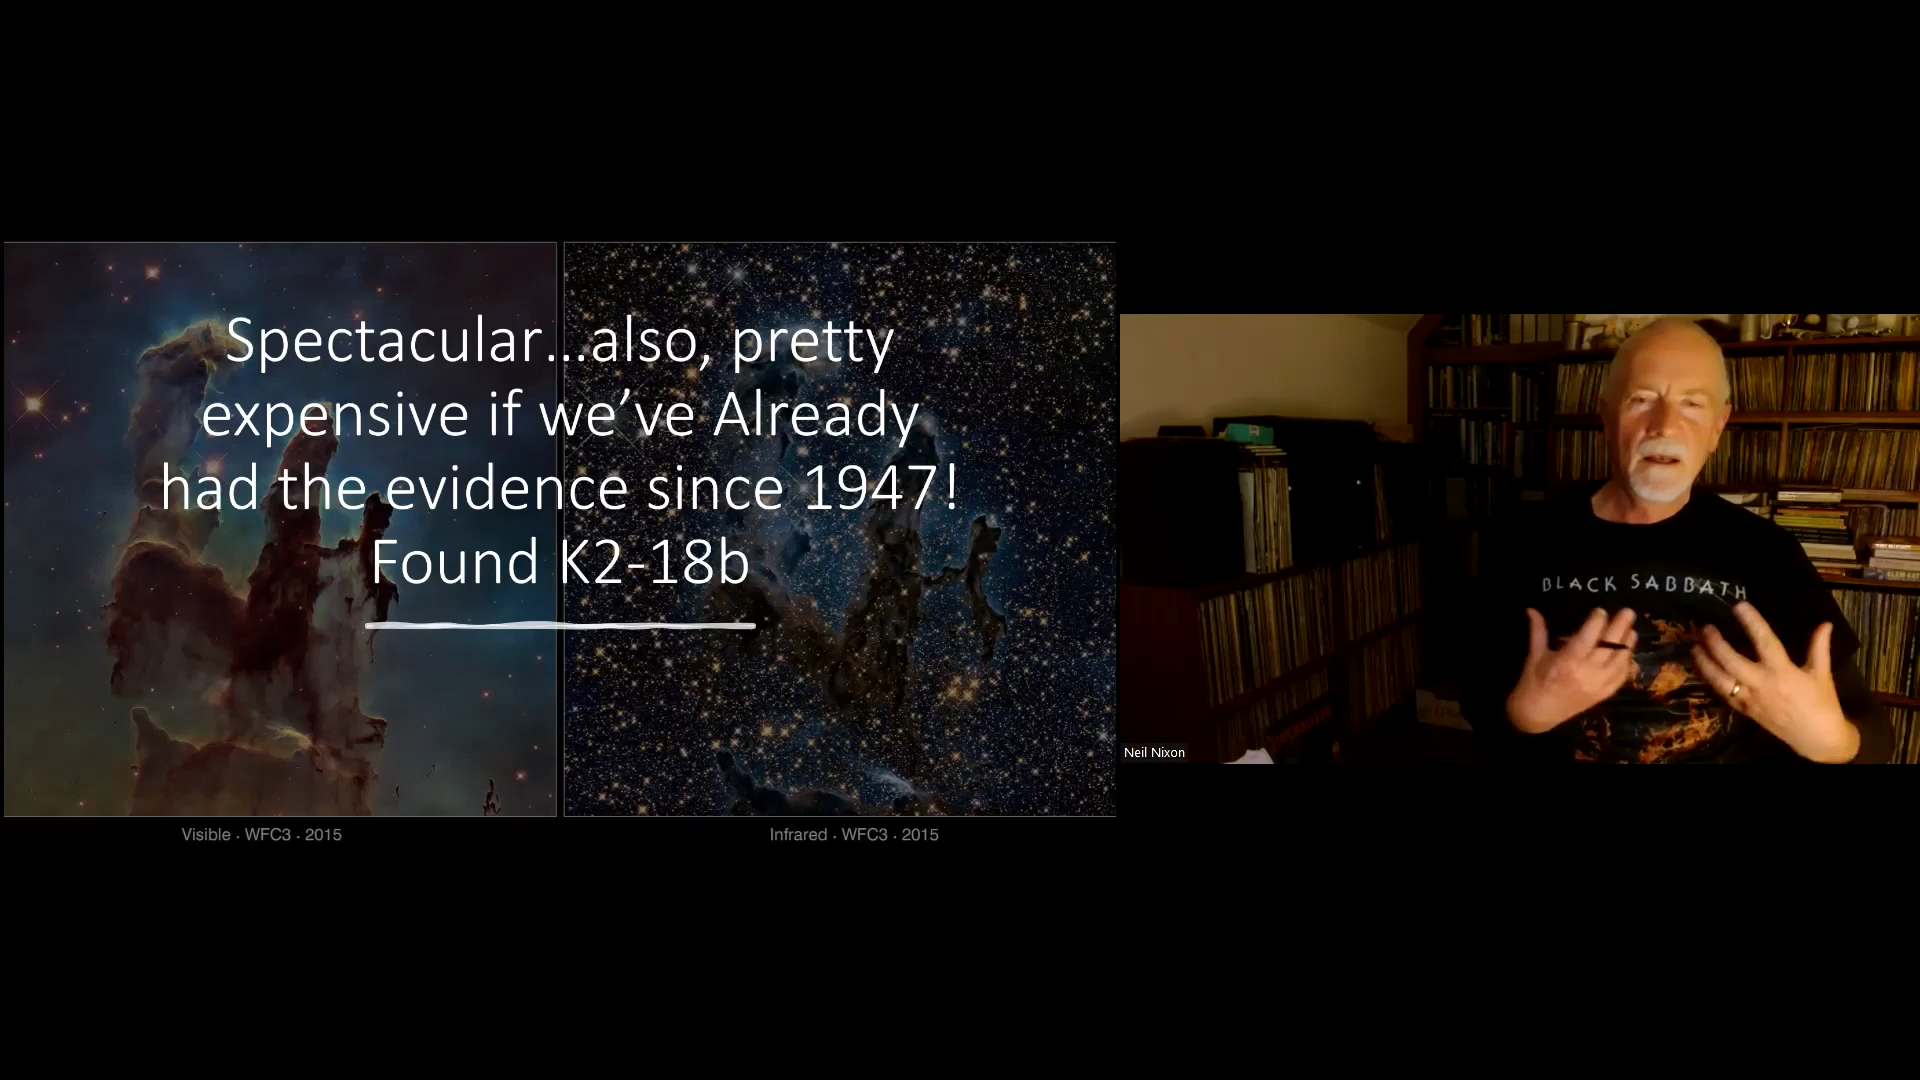 Spectacular...also, pretty
expensive if we’ve Already
had the evidence since 1947!
Found K2-18b
Visible · WFC3 · 2015
Infrared · WFC3 · 2015
Neil Nixon
BLACK SABBATH